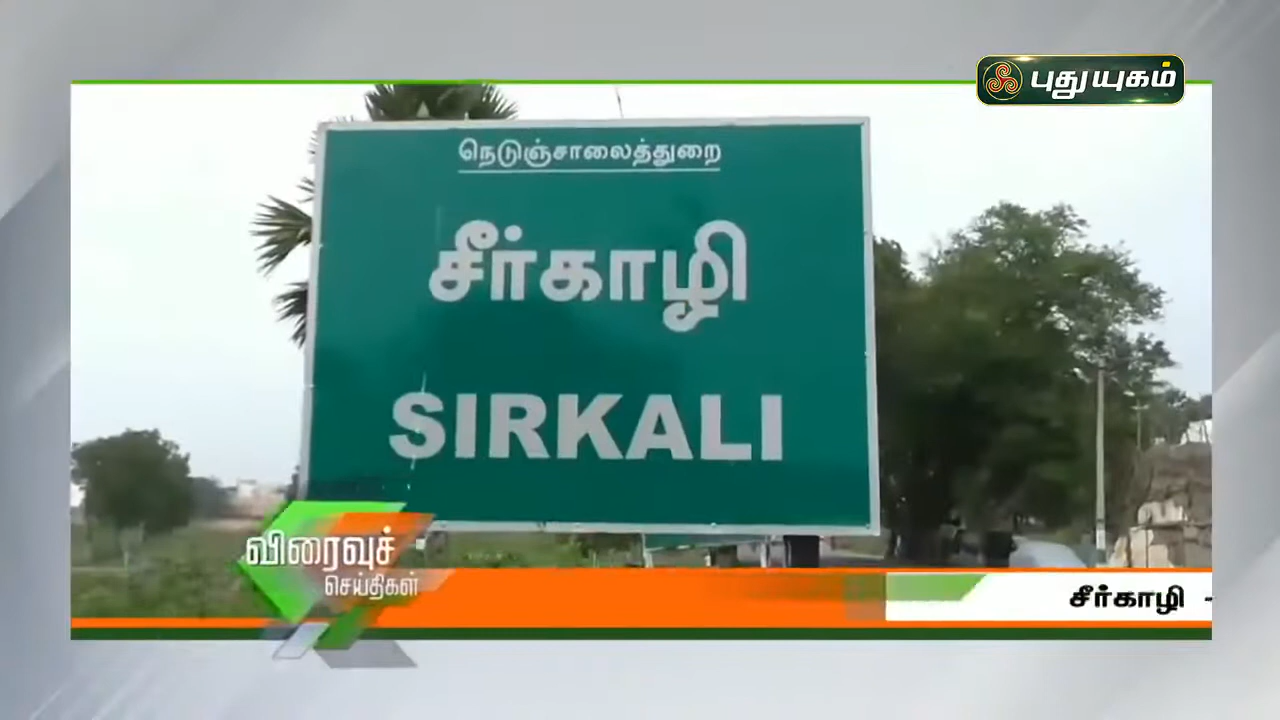 புதுயுகம்
நெடுஞ்சாலைத்துறை
சீர்காழி
SIRKALI
விரைவுச்
செய்திகள்
சீர்காழி -